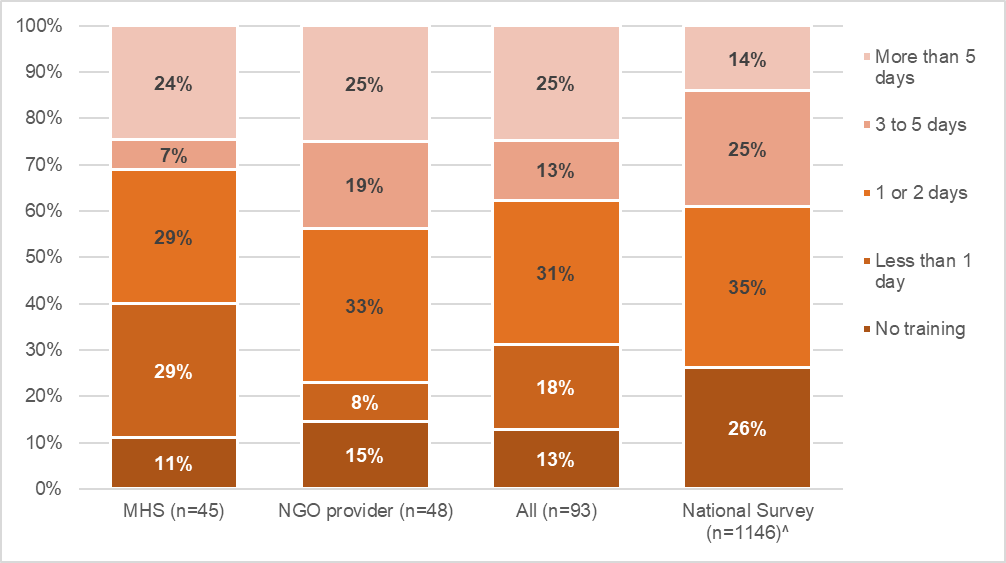 100%
90%
80%
70%
60%
50%
40%
30%
20%
10%
0%
24%
7%
29%
29%
11%
25%
19%
33%
8%
15%
25%
13%
31%
18%
13%
14%
25%
35%
26%
MHS (n=45)
NGO provider (n=48)
All (n=93)
National Survey
(n=1146)^
More than 5
days
3 to 5 days
1 or 2 days
Less than 1
day
No training